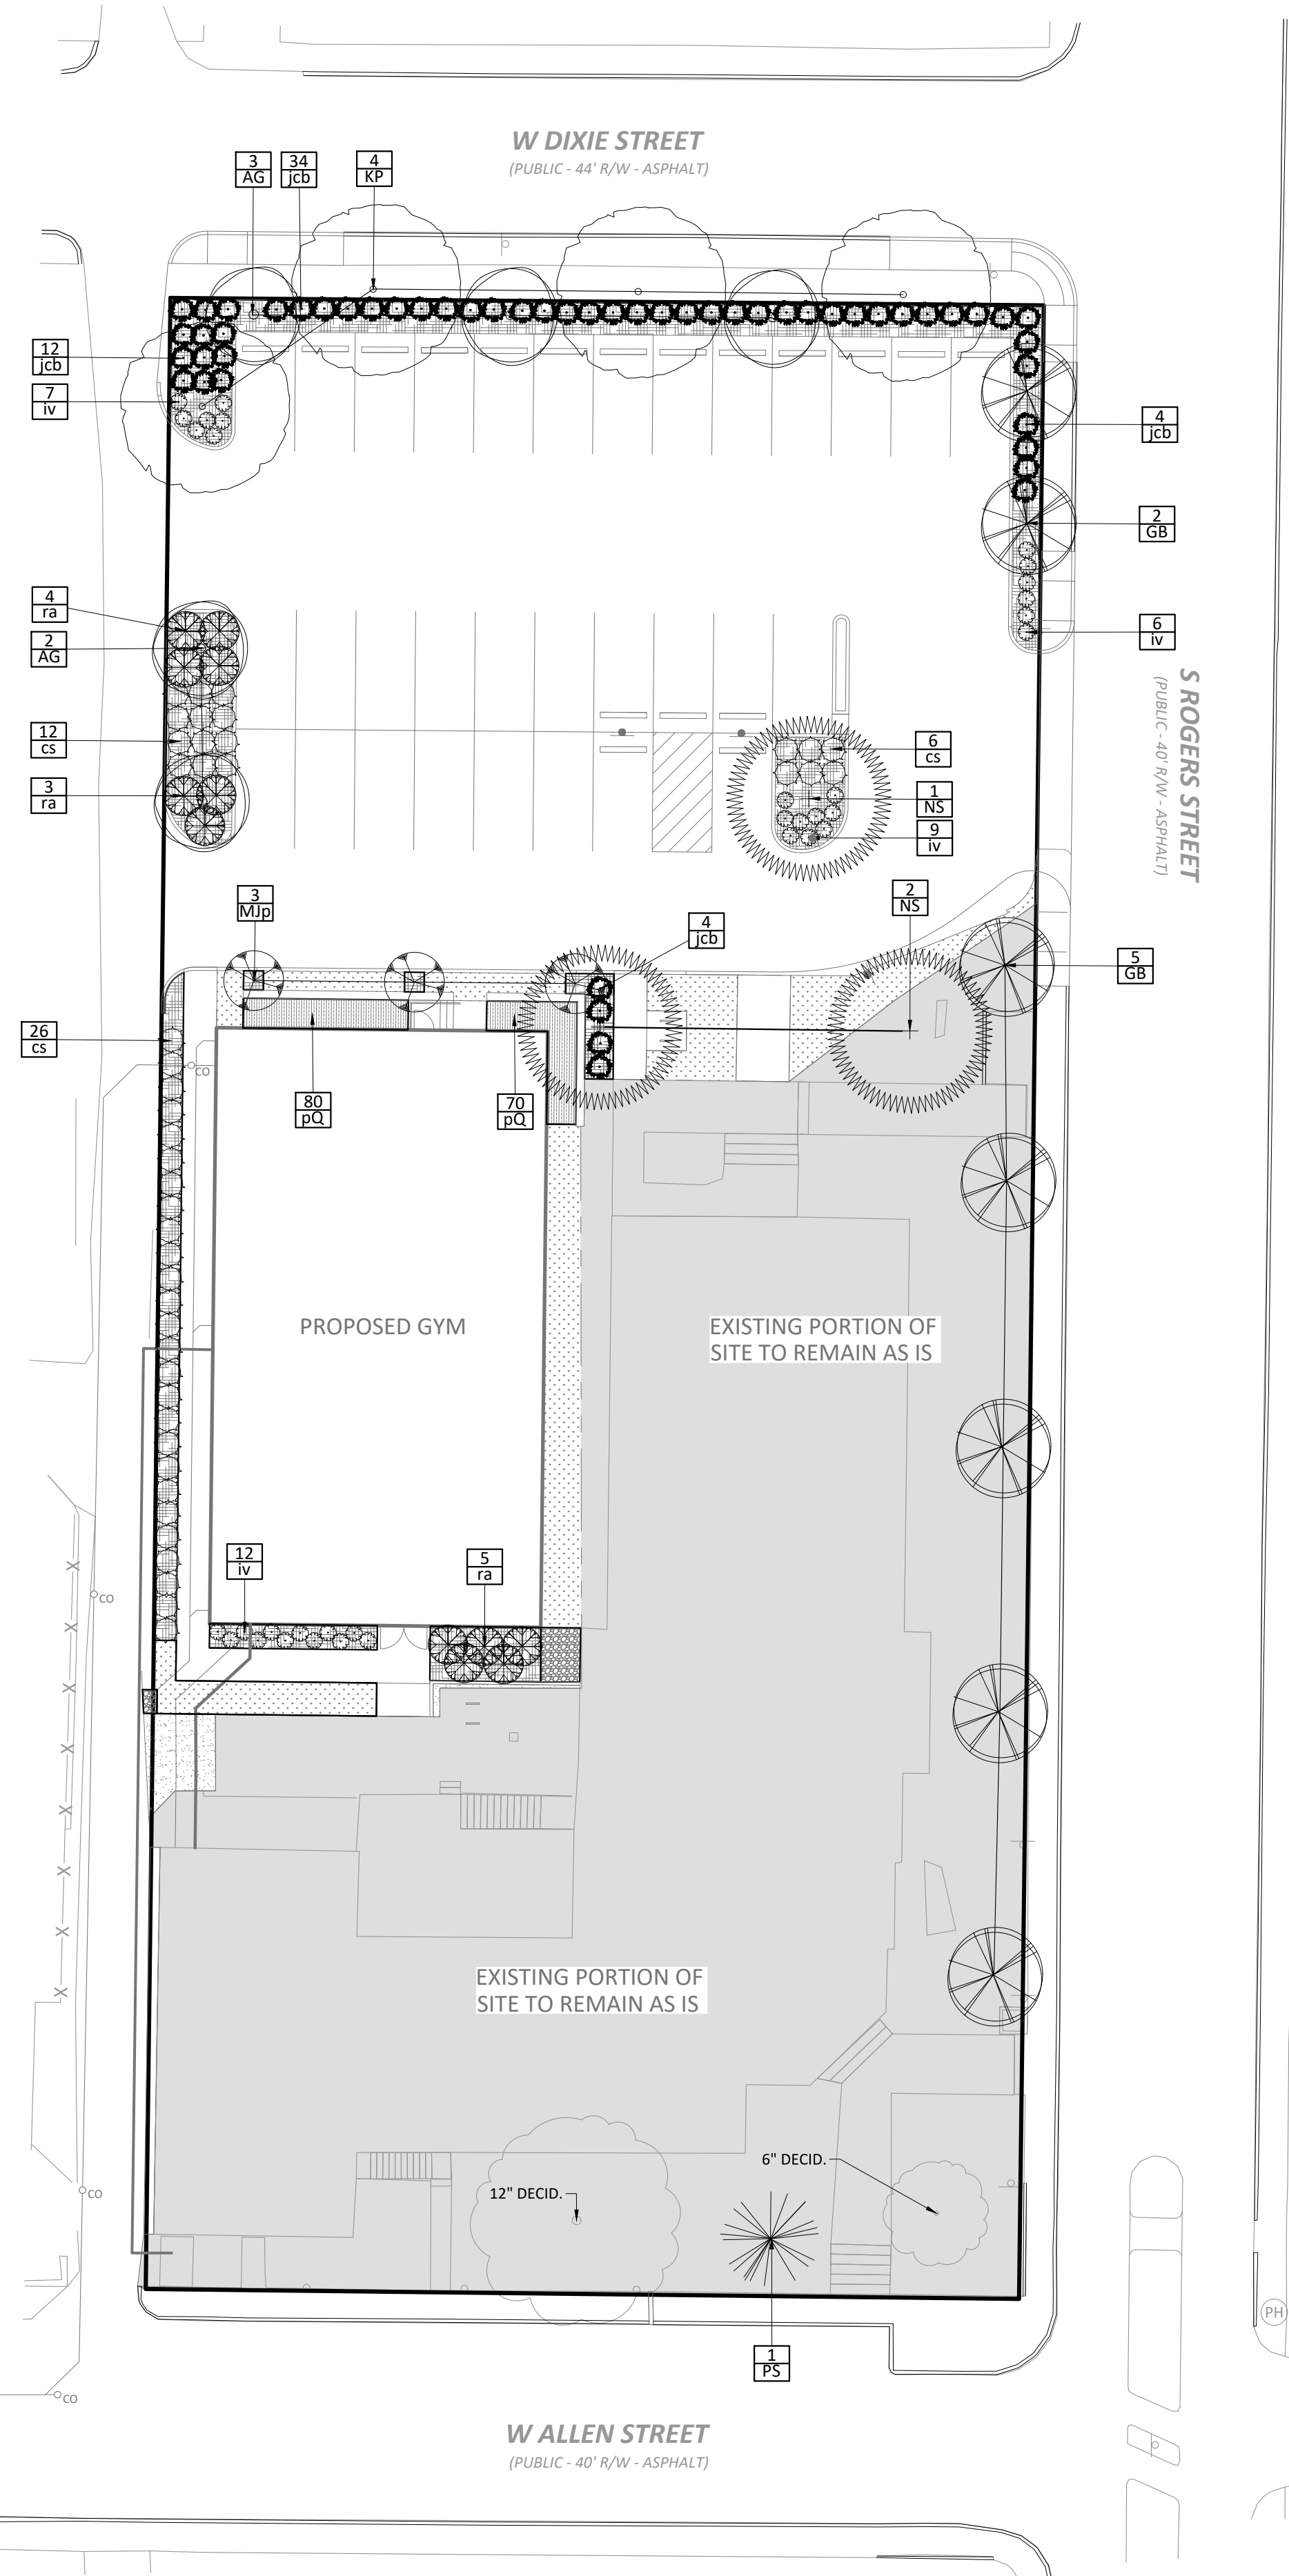 W DIXIE STREET
(PUBLIC - 44' R/W - ASPHALT)
3
AG
34
jcb
4
KP
12
jcb
7
iv
4
jcb
2
GB
4
ra
2
AG
6
iv
S ROGERS STREET
(PUBLIC - 40' R/W - ASPHALT)
12
cs
6
cs
3
ra
1
NS
9
iv
3
MJp
2
NS
4
jcb
5
GB
26
cs
CO
80
pQ
70
pQ
PROPOSED GYM
EXISTING PORTION OF
SITE TO REMAIN AS IS
12
iv
5
ra
X
CO
X
X
X
X
X
X
X
EXISTING PORTION OF
SITE TO REMAIN AS IS
6" DECID.
12" DECID.
CO
PH
1
PS
CO
W ALLEN STREET
(PUBLIC - 40' R/W - ASPHALT)